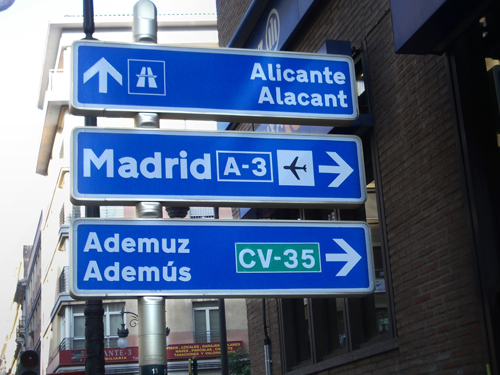 Alicante
Alacant
Madrid A-3
Ademuz
Ademús
CV-35